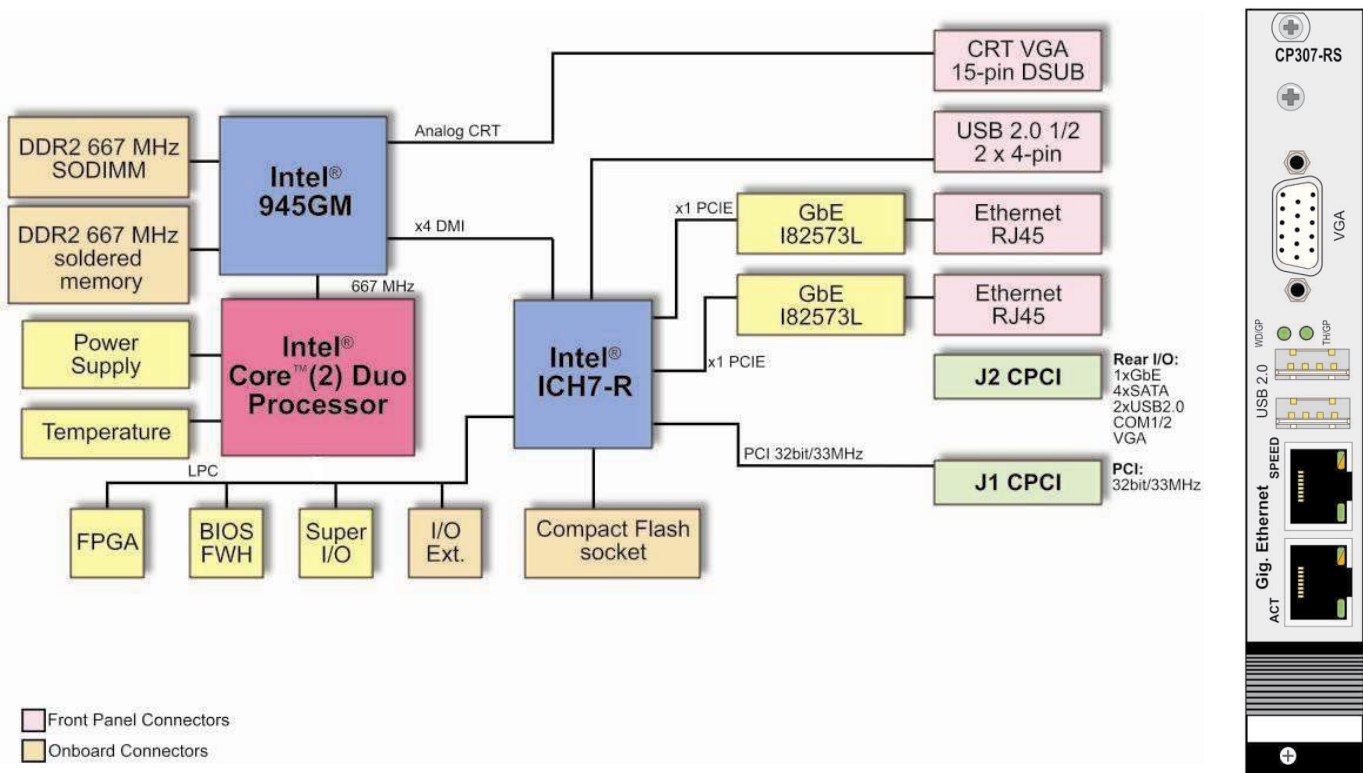 CRT VGA
15-pin DSUB
USB 2.0 1/2
2 x 4-pin
Analog CRT
DDR2 667 MHz
SODIMM
Intel®
945GM
DDR2 667 MHz
soldered
memory
x4 DMI
x1 PCIE
GbE
I82573L
Ethernet
RJ45
667 MHz
GbE
I82573L
Ethernet
RJ45
Power
Supply
Intel®
Core™(2) Duo
Processor
Intel®
ICH7-R
x1 PCIE
J2 CPCI
Rear I/O:
1xGbE
4xSATA
2xUSB2.0
COM1/2
VGA
Temperature
PCI 32bit/33MHz
J1 CPCI
PCI:
32bit/33MHz
LPC
FPGA
BIOS
FWH
Super
I/O
I/O
Ext.
Compact Flash
socket
Front Panel Connectors
Onboard Connectors
CP307-RS
VGA
WD/GP
TH/GP
USB 2.0
SPEED
Gig. Ethernet
ACT